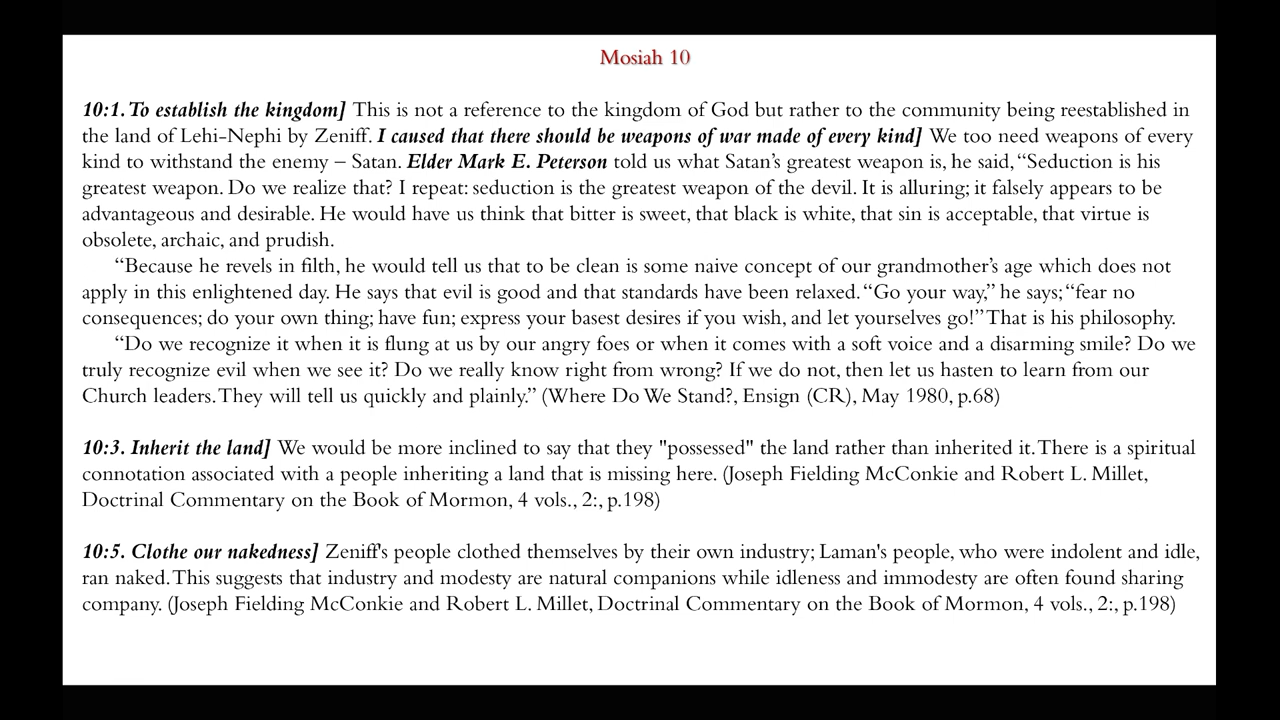 Mosiah 10
10:1. To establish the kingdom] This is not a reference to the kingdom of God but rather to the community being reestablished in
the land of Lehi-Nephi by Zeniff. I caused that there should be weapons of war made of every kind] We too need weapons of every
kind to withstand the enemy – Satan. Elder Mark E. Peterson told us what Satan’s greatest weapon is, he said, “Seduction is his
greatest weapon. Do we realize that? I repeat: seduction is the greatest weapon of the devil. It is alluring; it falsely appears to be
advantageous and desirable. He would have us think that bitter is sweet, that black is white, that sin is acceptable, that virtue is
obsolete, archaic, and prudish.
“Because he revels in filth, he would tell us that to be clean is some naive concept of our grandmother’s age which does not
apply in this enlightened day. He says that evil is good and that standards have been relaxed. “Go your way,” he says; “fear no
consequences; do your own thing; have fun; express your basest desires if you wish, and let yourselves go!” That is his philosophy.
“Do we recognize it when it is flung at us by our angry foes or when it comes with a soft voice and a disarming smile? Do we
truly recognize evil when we see it? Do we really know right from wrong? If we do not, then let us hasten to learn from our
Church leaders. They will tell us quickly and plainly.” (Where Do We Stand?, Ensign (CR), May 1980, p.68)
10:3. Inherit the land] We would be more inclined to say that they "possessed" the land rather than inherited it. There is a spiritual
connotation associated with a people inheriting a land that is missing here. (Joseph Fielding McConkie and Robert L. Millet,
Doctrinal Commentary on the Book of Mormon, 4 vols., 2:, p.198)
10:5. Clothe our nakedness] Zeniff's people clothed themselves by their own industry; Laman's people, who were indolent and idle,
ran naked. This suggests that industry and modesty are natural companions while idleness and immodesty are often found sharing
company. (Joseph Fielding McConkie and Robert L. Millet, Doctrinal Commentary on the Book of Mormon, 4 vols., 2:, p.198)